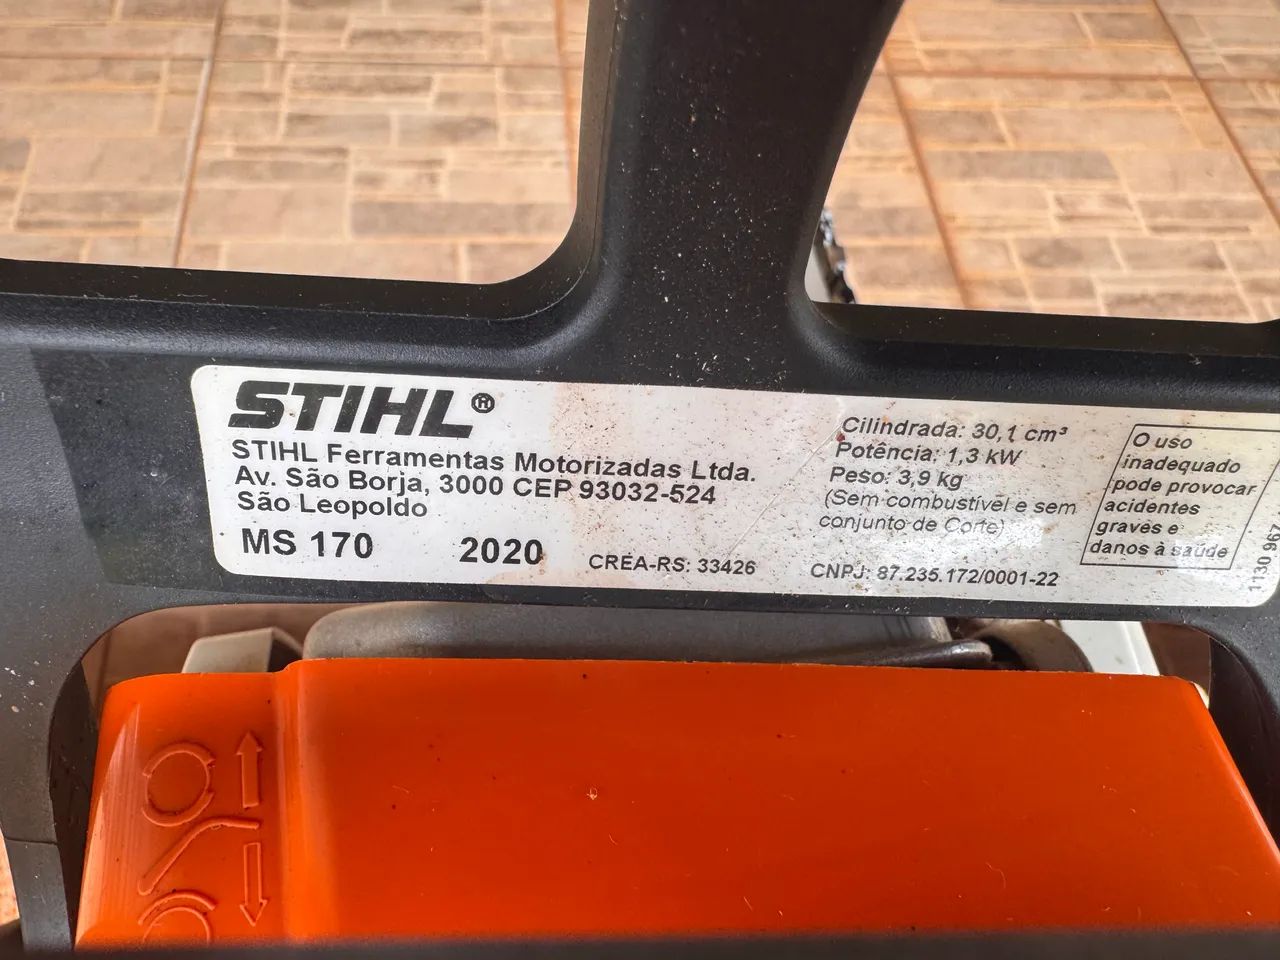 STIHL®
STIHL Ferramentas Motorizadas Ltda.
Av. São Borja, 3000 CEP 93032-524
São Leopoldo
MS 170 2020 CREA-RS: 33426
Cilindrada: 30,1 cm³
Potência: 1,3 kW
Peso: 3,9 kg
(Sem combustível e sem
conjunto de Corte)
CNPJ: 87.235.172/0001-22
O uso
inadequado
pode provocar
acidentes
graves e
danos à saúde
1130 967